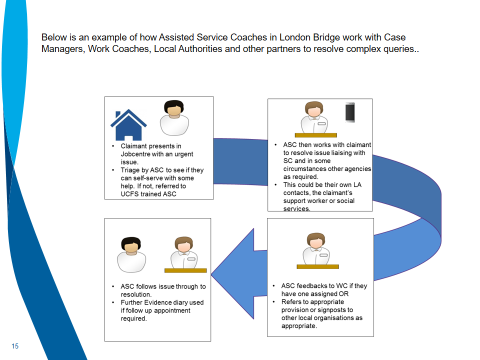 Below is an example of how Assisted Service Coaches in London Bridge work with Case
Managers, Work Coaches, Local Authorities and other partners to resolve complex queries..
• Claimant presents in
Jobcentre with an urgent
issue.
• Triage by ASC to see if they
can self-serve with some
help. If not, referred to
UCFS trained ASC
• ASC then works with claimant
to resolve issue liaising with
SC and in some
circumstances other agencies
as required.
• This could be their own LA
contacts, the claimant's
support worker or social
services.
• ASC follows issue through to
resolution.
• Further Evidence diary used
if follow up appointment
required.
• ASC feedbacks to WC if they
have one assigned OR
• Refers to appropriate
provision or signposts to
other local organisations as
appropriate.
15